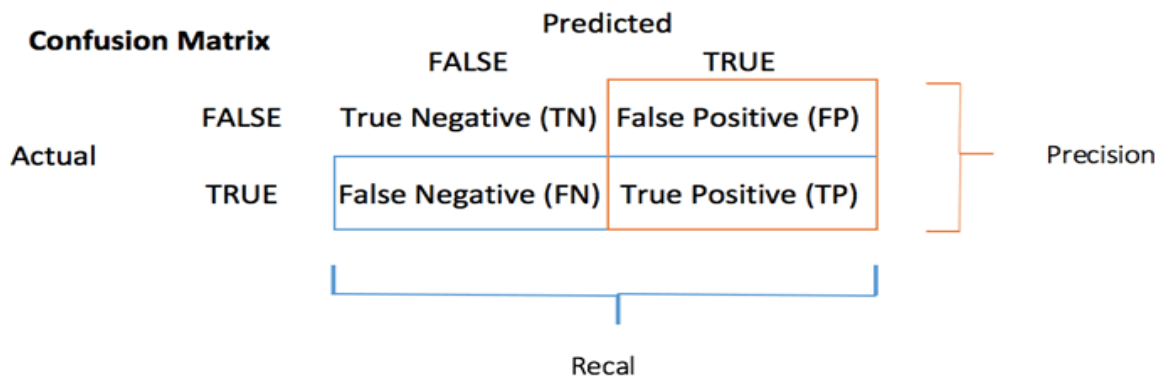 Confusion Matrix
Predicted
FALSE TRUE
FALSE True Negative (TN) False Positive (FP)
Actual
Precision
TRUE False Negative (FN) True Positive (TP)
Recal